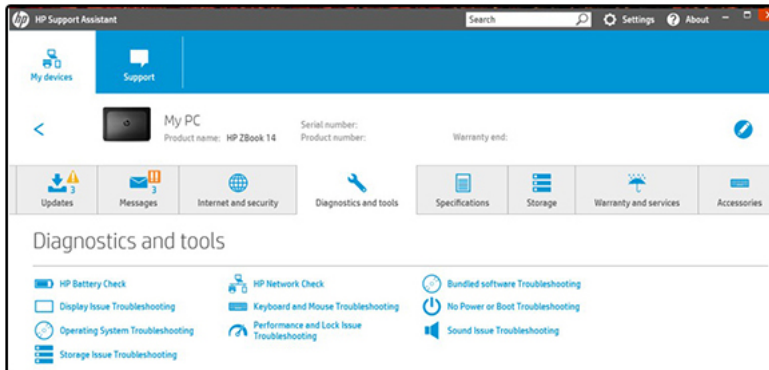 hp HP Support Assistant Search Settings ? About
My devices Support
My PC
Product name: HP ZBook 14
Serial number:
Product number:
Warranty end:
3 3
Updates Messages Internet and security Diagnostics and tools Specifications Storage Warranty and services Accessories
Diagnostics and tools
HP Battery Check HP Network Check Bundled software Troubleshooting
Display Issue Troubleshooting Keyboard and Mouse Troubleshooting No Power or Boot Troubleshooting
Operating System Troubleshooting Performance and Lock Issue Troubleshooting Sound Issue Troubleshooting
Storage Issue Troubleshooting